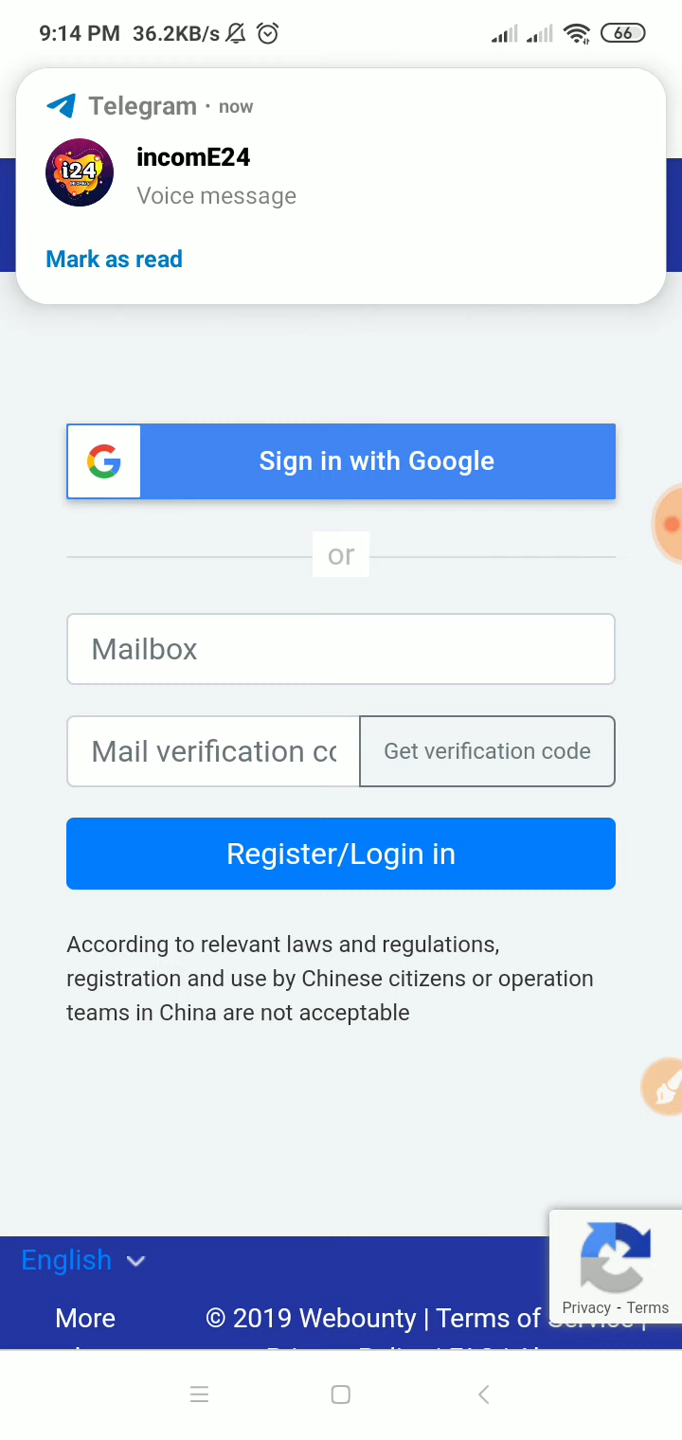 9:14 PM 36.2KB/s 66
Telegram · now
i24
incomE24
Voice message
Mark as read
Sign in with Google
or
Mailbox
Mail verification
Get verification code
Register/Login in
According to relevant laws and regulations,
registration and use by Chinese citizens or operation
teams in China are not acceptable
English
Privacy - Terms
More © 2019 Webounty | Terms of Service |